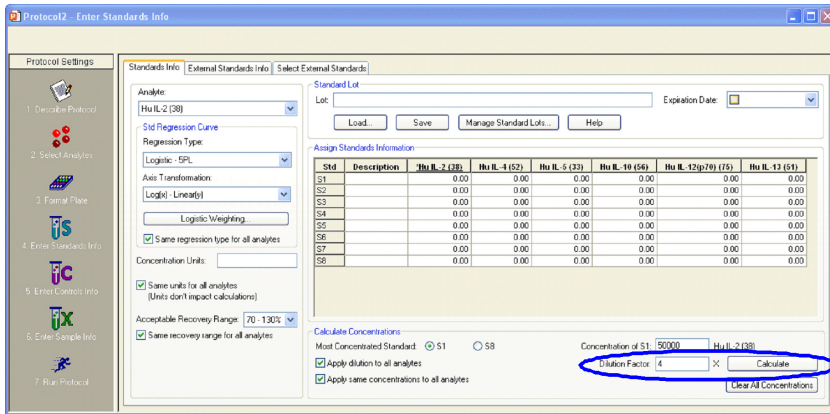 Protocol2 - Enter Standards Info
Protocol Settings
1. Describe Protocol
2. Select Analytes
3. Format Plate
4. Enter Standards Info
5. Enter Controls Info
6. Enter Sample Info
7. Run Protocol
Standards Info External Standards Info Select External Standards
Analyte:
Hu IL-2 (38)
Std Regression Curve
Regression Type:
Logistic - 5PL
Axis Transformation:
Log(x) - Linear(y)
Logistic Weighting...
Same regression type for all analytes
Concentration Units:
Same units for all analytes
(Units don't impact calculations)
Acceptable Recovery Range: 70 - 130%
Same recovery range for all analytes
Standard Lot
Lot: Expiration Date:
Load... Save Manage Standard Lots... Help
Assign Standards Information
Std Description *Hu IL-2 (38) Hu IL-4 (52) Hu IL-5 (33) Hu IL-10 (56) Hu IL-12(p70) (75) Hu IL-13 (51)
S1 0.00 0.00 0.00 0.00 0.00 0.00
S2 0.00 0.00 0.00 0.00 0.00 0.00
S3 0.00 0.00 0.00 0.00 0.00 0.00
S4 0.00 0.00 0.00 0.00 0.00 0.00
S5 0.00 0.00 0.00 0.00 0.00 0.00
S6 0.00 0.00 0.00 0.00 0.00 0.00
S7 0.00 0.00 0.00 0.00 0.00 0.00
S8 0.00 0.00 0.00 0.00 0.00 0.00
Calculate Concentrations
Most Concentrated Standard: S1 S8 Concentration of S1: 50000 Hu IL-2 (38)
Apply dilution to all analytes Dilution Factor: 4 X Calculate
Apply same concentrations to all analytes Clear All Concentrations